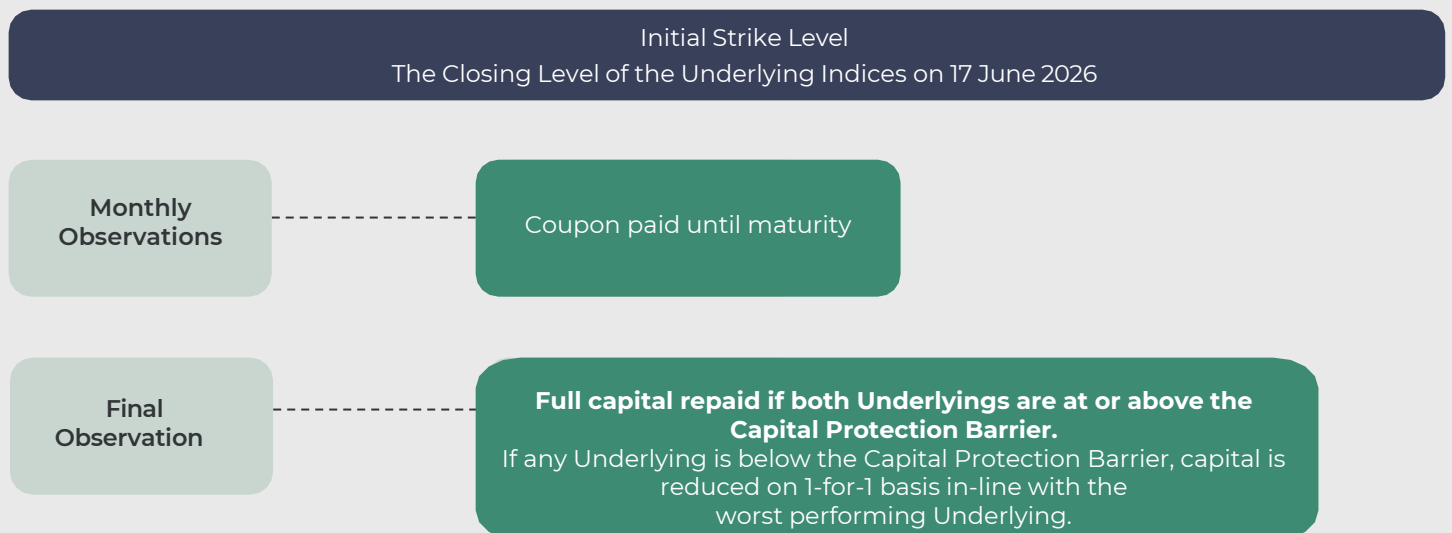 Initial Strike Level
The Closing Level of the Underlying Indices on 17 June 2026
Monthly
Observations
Coupon paid until maturity
Final
Observation
Full capital repaid if both Underlyings are at or above the
Capital Protection Barrier.
If any Underlying is below the Capital Protection Barrier, capital is
reduced on 1-for-1 basis in-line with the
worst performing Underlying.